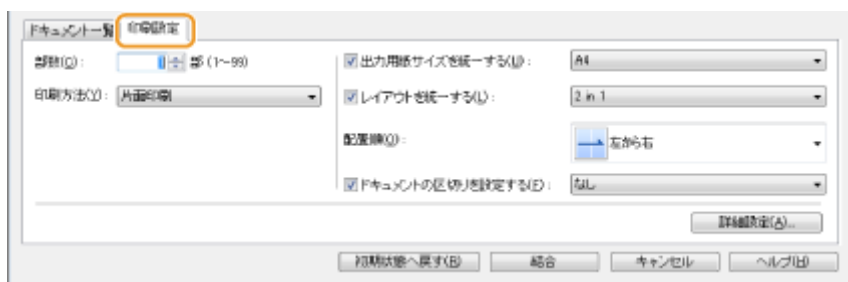 ドキュメント一覧 印刷設定
部数(C): 1 部 (1~99)
印刷方法(Y): 片面印刷
出力用紙サイズを統一する(U): A4
レイアウトを統一する(L): 2 in 1
配置順(O): 左から右
ドキュメントの区切りを設定する(E): なし
詳細設定(A)...
初期状態へ戻す(B) 結合 キャンセル ヘルプ(H)